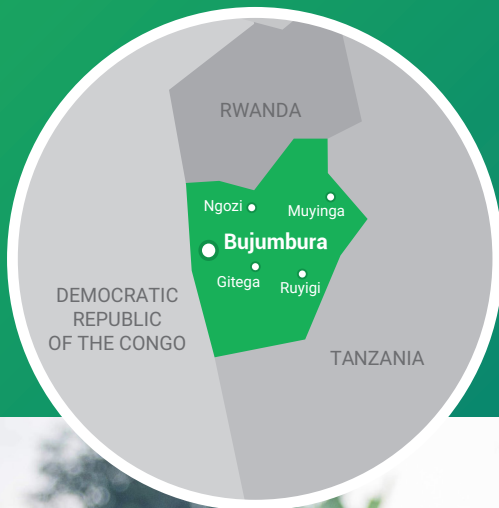 RWANDA
Ngozi
Muyinga
Bujumbura
Gitega
Ruyigi
DEMOCRATIC
REPUBLIC
OF THE CONGO
TANZANIA